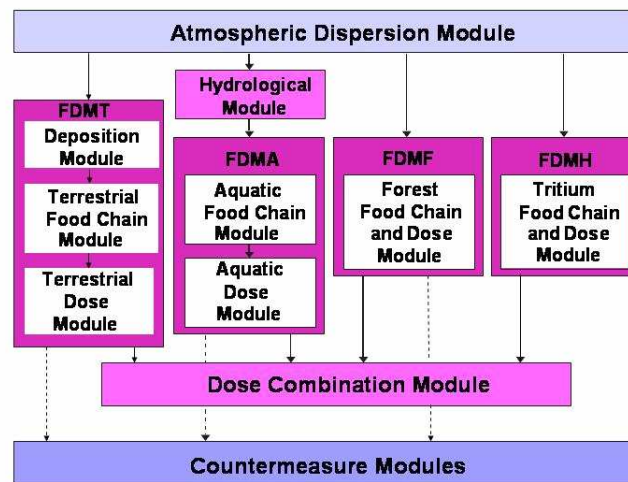 Atmospheric Dispersion Module
Hydrological
Module
FDMT
Deposition
Module
Terrestrial
Food Chain
Module
Terrestrial
Dose
Module
FDMA
Aquatic
Food Chain
Module
Aquatic
Dose
Module
FDMF
Forest
Food Chain
and Dose
Module
FDMH
Tritium
Food Chain
and Dose
Module
Dose Combination Module
Countermeasure Modules